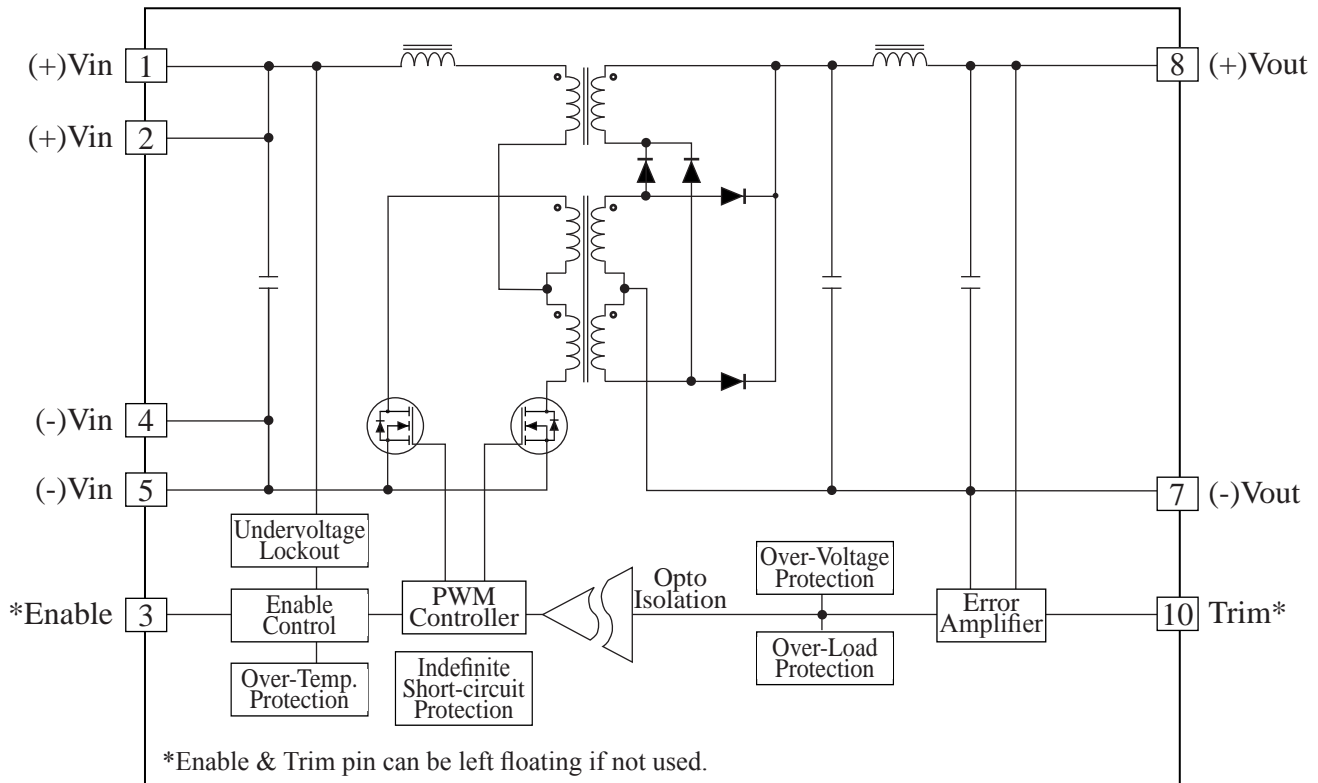 (+)Vin 1
8 (+)Vout
(+)Vin 2
(-)Vin 4
(-)Vin 5
7 (-)Vout
Undervoltage
Lockout
*Enable 3
Enable
Control
Over-Temp.
Protection
PWM
Controller
Indefinite
Short-circuit
Protection
Opto
Isolation
Over-Voltage
Protection
Over-Load
Protection
Error
Amplifier
10 Trim*
*Enable & Trim pin can be left floating if not used.